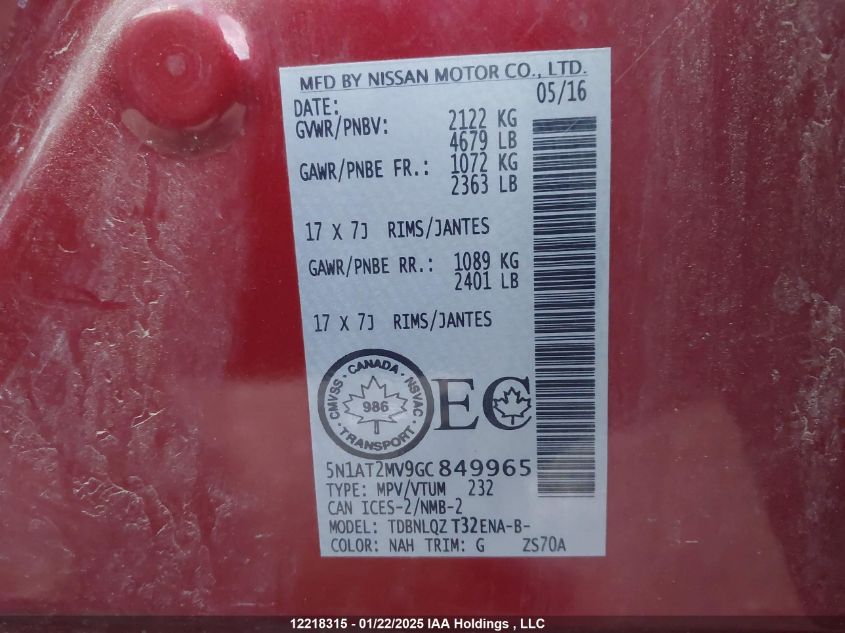 MFD BY NISSAN MOTOR CO., LTD.
DATE: 05/16
GVWR/PNBV: 2122 KG
4679 LB
GAWR/PNBE FR.: 1072 KG
2363 LB
17 X 7J RIMS/JANTES
GAWR/PNBE RR.: 1089 KG
2401 LB
17 X 7J RIMS/JANTES
CANADA
CMVSS NSVAC
986
TRANSPORT
EC
5N1AT2MV9GC849965
TYPE: MPV/VTUM 232
CAN ICES-2/NMB-2
MODEL: TDBNLQZ T32ENA-B-
COLOR: NAH TRIM: G ZS70A
12218315 - 01/22/2025 IAA Holdings , LLC